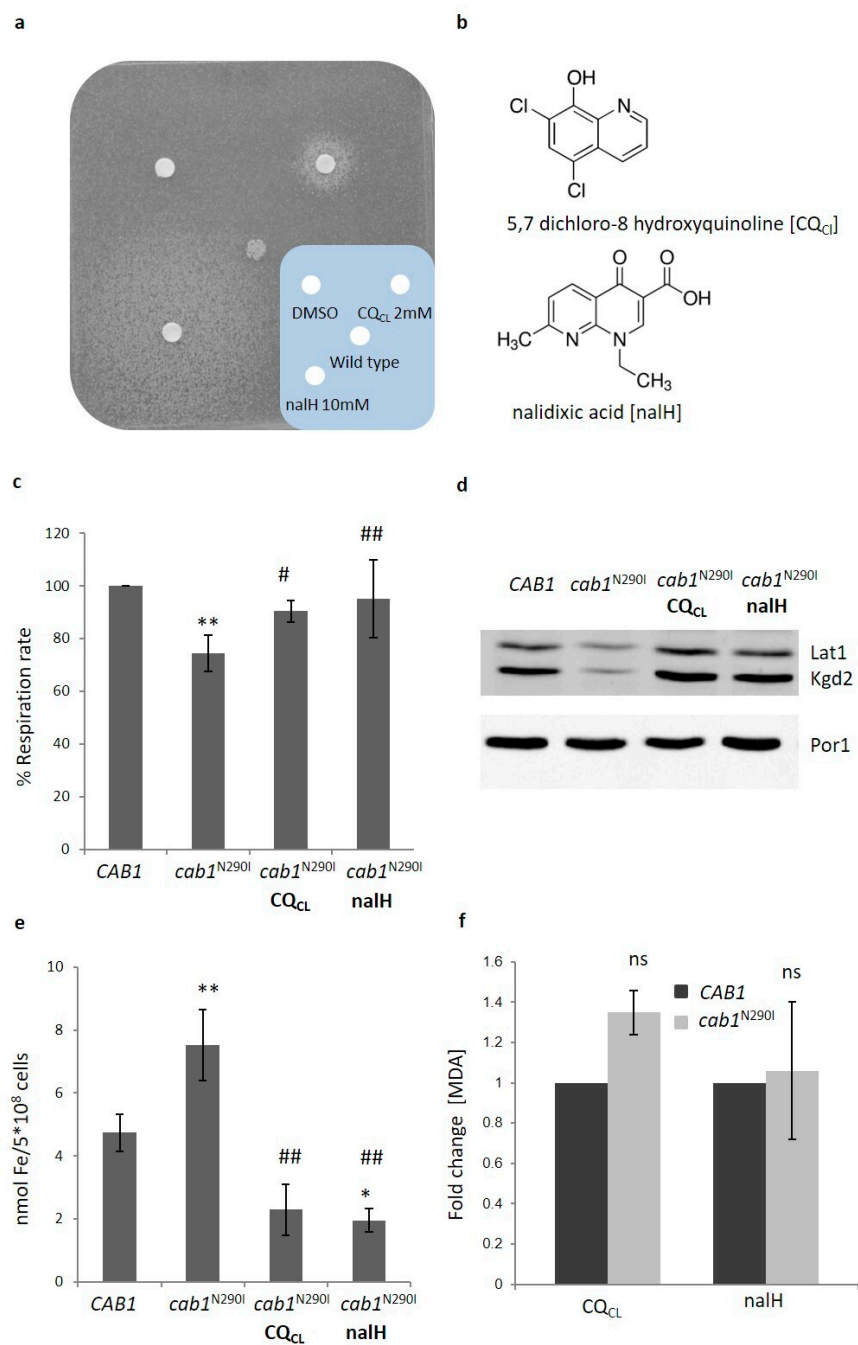 a
DMSO CQCL 2mM
Wild type
nalH 10mM
b
OH
Cl N
Cl
5,7 dichloro-8 hydroxyquinoline [CQCl]
O O
OH
CH3 N N
CH3
nalidixic acid [nalH]
c
% Respiration rate
120
100
80
60
40
20
0
** # ##
CAB1 cab1N290I cab1N290I cab1N290I
CQCL nalH
d
CAB1 cab1N290I cab1N290I cab1N290I
CQCL nalH
Lat1
Kgd2
Por1
e
nmol Fe/5*10⁸ cells
10
8
6
4
2
0
** ## ##
*
CAB1 cab1N290I cab1N290I cab1N290I
CQCL nalH
f
Fold change [MDA]
1.6
1.4
1.2
1
0.8
0.6
0.4
0.2
0
ns ns
CAB1
cab1N290I
CQCL nalH